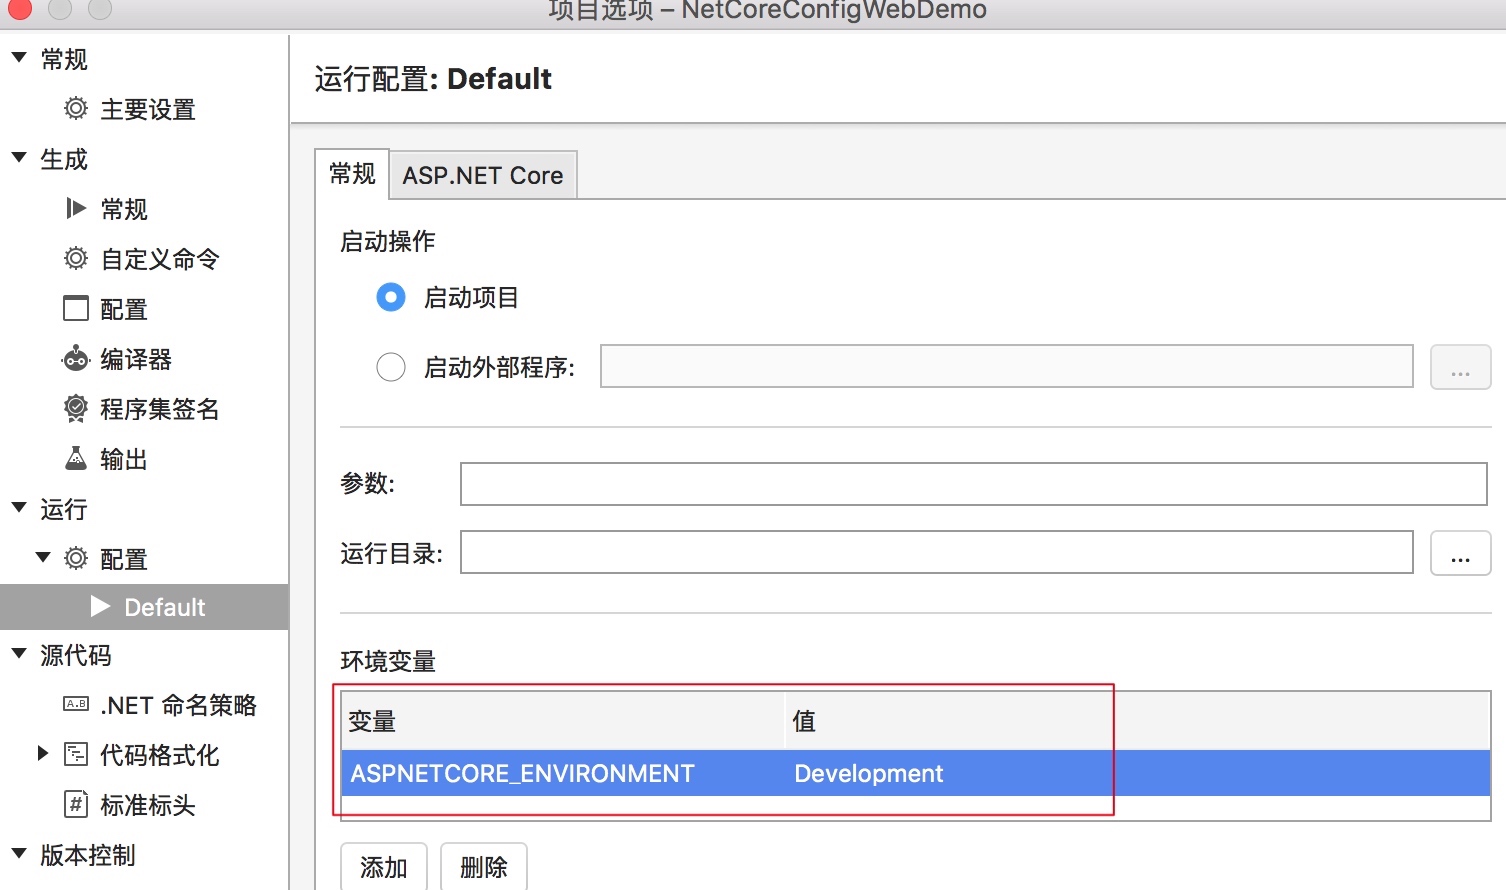 项目选项 – NetCoreConfigWebDemo
常规
主要设置
生成
常规
自定义命令
配置
编译器
程序集签名
输出
运行
配置
Default
源代码
A.B .NET 命名策略
代码格式化
# 标准标头
版本控制
运行配置: Default
常规 ASP.NET Core
启动操作
启动项目
启动外部程序: ...
参数:
运行目录: ...
环境变量
变量 值
ASPNETCORE_ENVIRONMENT Development
添加 删除